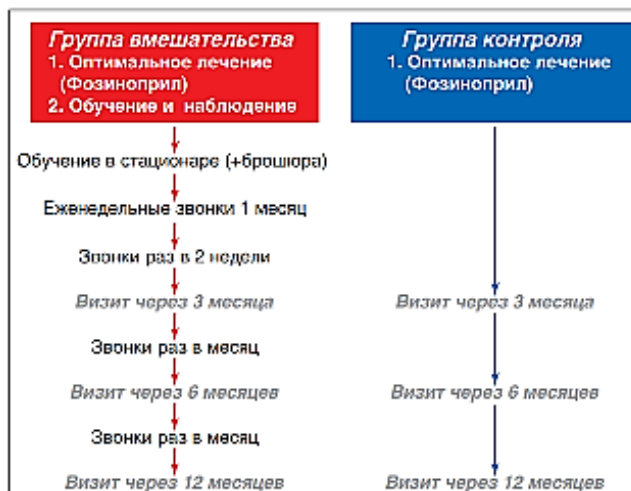 Группа вмешательства
1. Оптимальное лечение
(Фозиноприл)
2. Обучение и наблюдение
Обучение в стационаре (+брошюра)
Еженедельные звонки 1 месяц
Звонки раз в 2 недели
Визит через 3 месяца
Звонки раз в месяц
Визит через 6 месяцев
Звонки раз в месяц
Визит через 12 месяцев
Группа контроля
1. Оптимальное лечение
(Фозиноприл)
Визит через 3 месяца
Визит через 6 месяцев
Визит через 12 месяцев